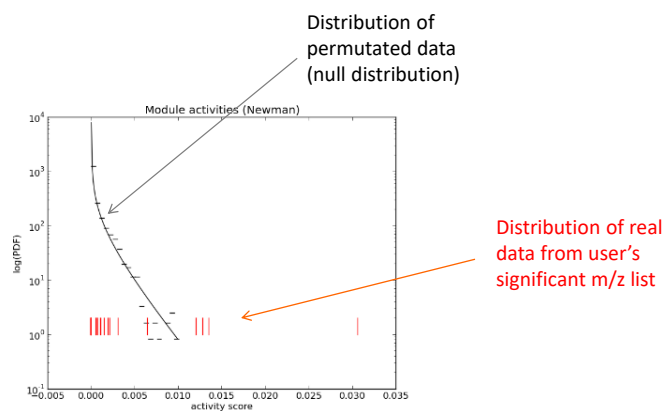 Distribution of
permutated data
(null distribution)
Module activities (Newman)
10^4
10^3
10^2
10^1
10^0
10^-1
log(PDF)
−0.005 0.000 0.005 0.010 0.015 0.020 0.025 0.030 0.035
activity score
Distribution of real
data from user’s
significant m/z list